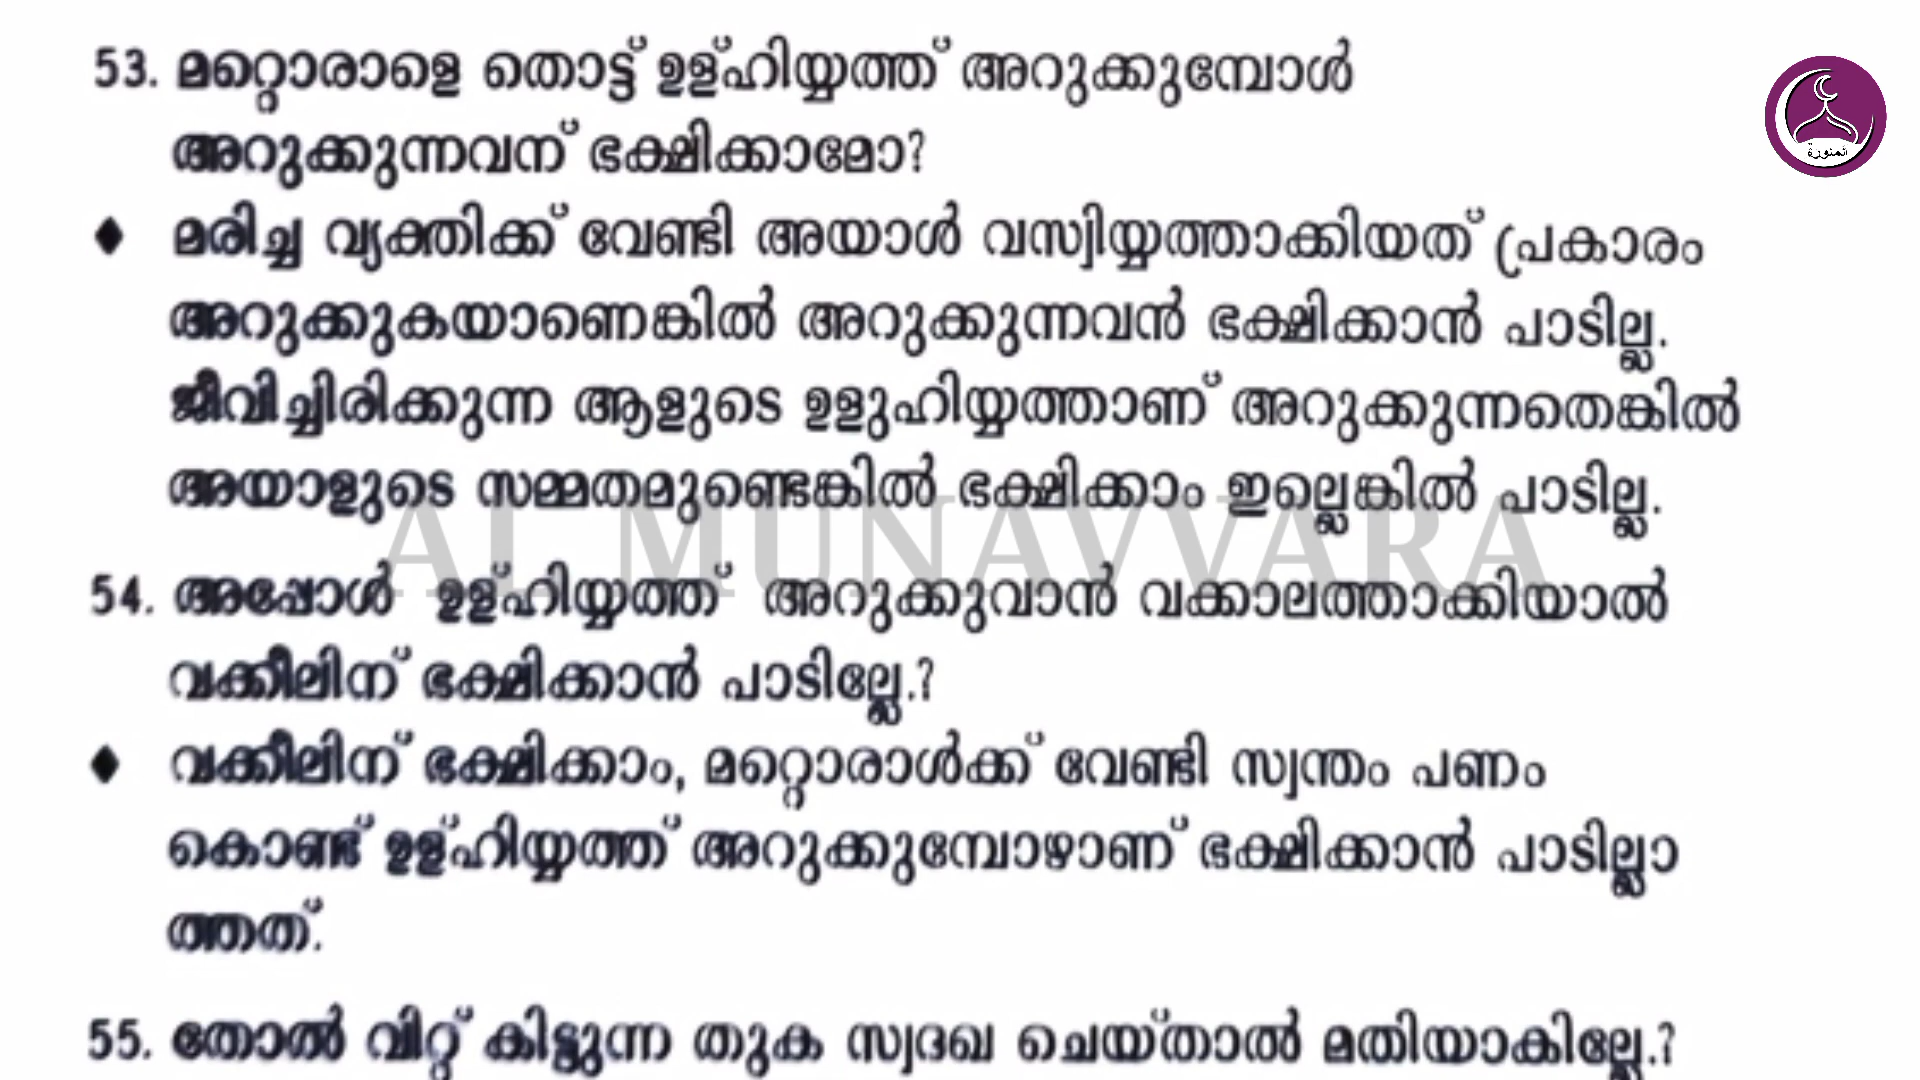 53. മറ്റൊരാളെ തൊട്ട് ഉള്ഹിയ്യത്ത് അറുക്കുമ്പോൾ
അറുക്കുന്നവന് ഭക്ഷിക്കാമോ?
♦ മരിച്ച വ്യക്തിക്ക് വേണ്ടി അയാൾ വസ്വിയ്യത്താക്കിയത് പ്രകാരം
അറുക്കുകയാണെങ്കിൽ അറുക്കുന്നവൻ ഭക്ഷിക്കാൻ പാടില്ല.
ജീവിച്ചിരിക്കുന്ന ആളുടെ ഉളുഹിയ്യത്താണ് അറുക്കുന്നതെങ്കിൽ
അയാളുടെ സമ്മതമുണ്ടെങ്കിൽ ഭക്ഷിക്കാം ഇല്ലെങ്കിൽ പാടില്ല.
AL MUNAVVARA
54. അപ്പോൾ ഉള്ഹിയ്യത്ത് അറുക്കുവാൻ വക്കാലത്താക്കിയാൽ
വക്കീലിന് ഭക്ഷിക്കാൻ പാടില്ലേ.?
♦ വക്കീലിന് ഭക്ഷിക്കാം, മറ്റൊരാൾക്ക് വേണ്ടി സ്വന്തം പണം
കൊണ്ട് ഉള്ഹിയ്യത്ത് അറുക്കുമ്പോഴാണ് ഭക്ഷിക്കാൻ പാടില്ലാ
ത്തത്.
55. തോൽ വിറ്റ് കിട്ടുന്ന തുക സ്വദഖ ചെയ്താൽ മതിയാകില്ലേ.?
المنورة